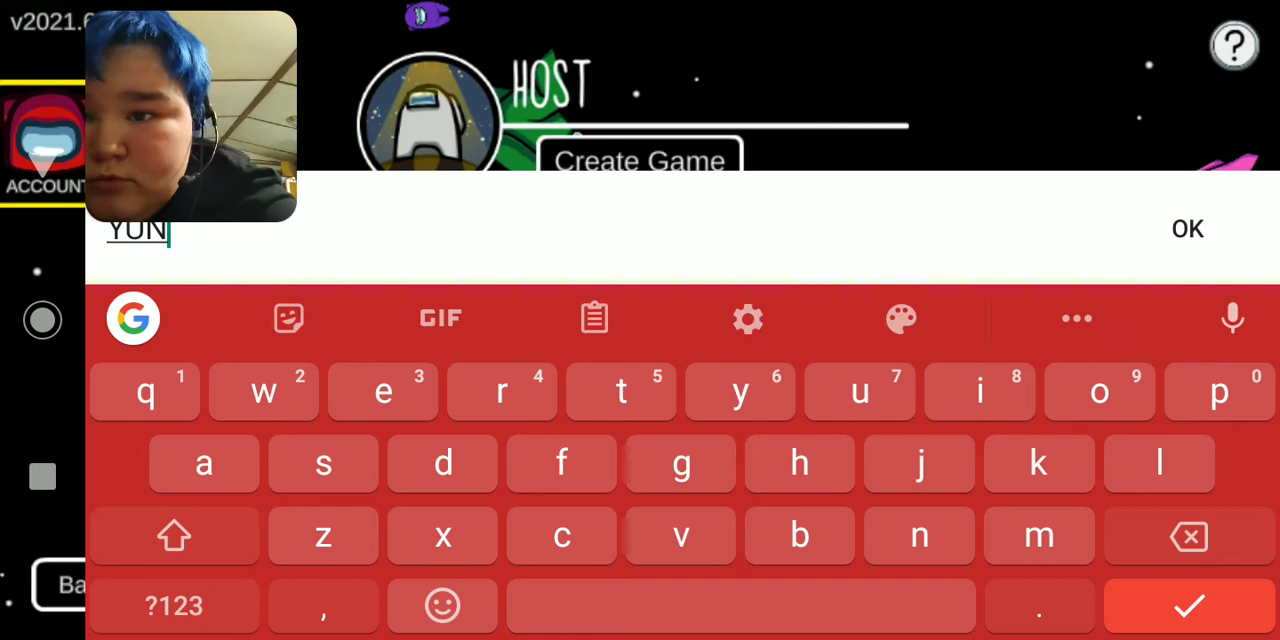 v2021.6
HOST
Create Game
ACCOUNT
YUN
OK
G
GIF
q 1 w 2 e 3 r 4 t 5 y 6 u 7 i 8 o 9 p 0
a s d f g h j k l
z x c v b n m
?123 , .
Ba
?